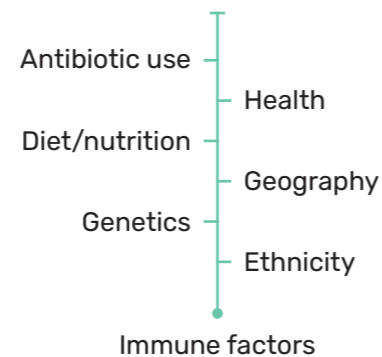 Antibiotic use
Health
Diet/nutrition
Geography
Genetics
Ethnicity
Immune factors